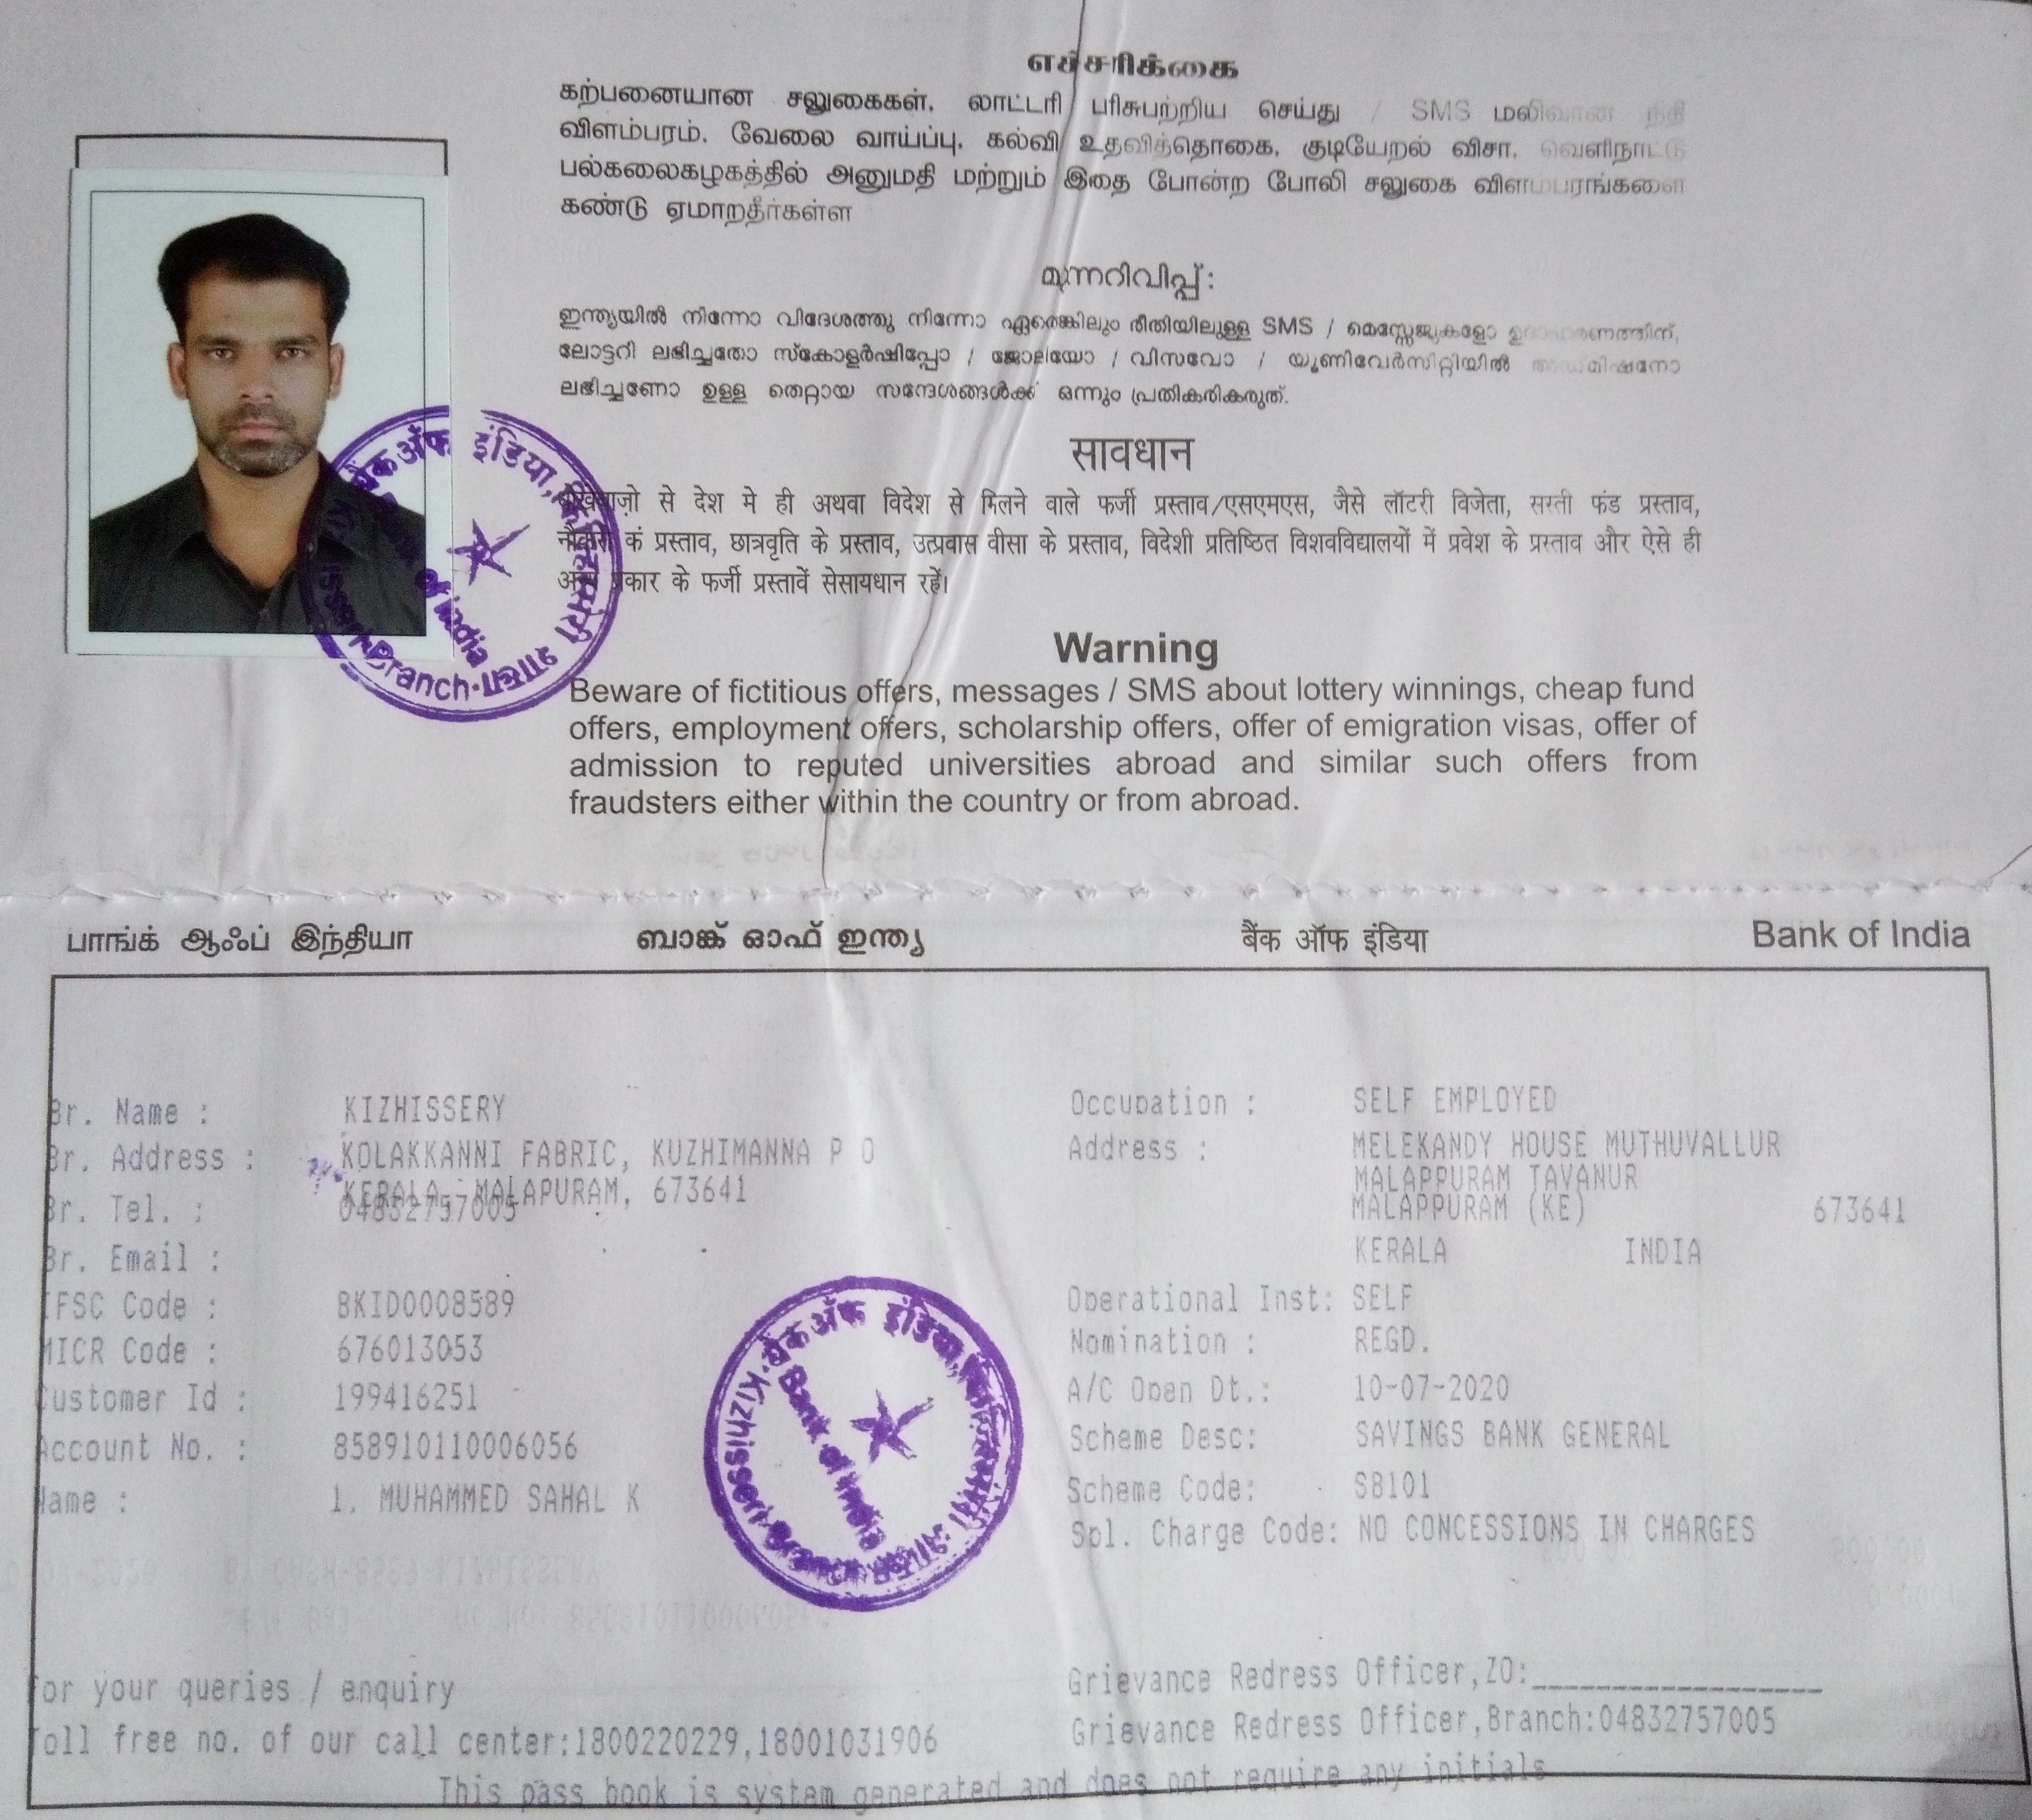 எச்சரிக்கை
கற்பனையான சலுகைகள். லாட்டரி பரிசுபற்றிய செய்து / SMS மலிவான நிதி
விளம்பரம். வேலை வாய்ப்பு. கல்வி உதவித்தொகை. குடியேறல் விசா. வெளிநாட்டு
பல்கலைகழகத்தில் அனுமதி மற்றும் இதை போன்ற போலி சலுகை விளம்பரங்களை
கண்டு ஏமாறதீர்கள்ள
മുന്നറിവിപ്പ് :
ഇന്ത്യയിൽ നിന്നോ വിദേശത്തു നിന്നോ ഏതെങ്കിലും രീതിയിലുള്ള SMS / മെസ്സേജുകളോ ഉദാഹരണത്തിന്,
ലോട്ടറി ലഭിച്ചതോ സ്കോളർഷിപ്പോ / ജോലിയോ / വിസവോ / യൂണിവേർസിറ്റിയിൽ അഡ്മിഷനോ
ലഭിച്ചണോ ഉള്ള തെറ്റായ സന്ദേശങ്ങൾക്ക് ഒന്നും പ്രതികരികരുത്.
सावधान
से देश मे ही अथवा विदेश से मिलने वाले फर्जी प्रस्ताव/एसएमएस, जैसे लॉटरी विजेता, सस्ती फंड प्रस्ताव,
नौकरी कं प्रस्ताव, छात्रवृति के प्रस्ताव, उत्प्रवास वीसा के प्रस्ताव, विदेशी प्रतिष्ठित विशवविद्यालयों में प्रवेश के प्रस्ताव और ऐसे ही
अन्य प्रकार के फर्जी प्रस्तावें सेसायधान रहें।
बैंक ऑफ इंडिया,
Bank of India
Branch
शाखा
Warning
Beware of fictitious offers, messages / SMS about lottery winnings, cheap fund
offers, employment offers, scholarship offers, offer of emigration visas, offer of
admission to reputed universities abroad and similar such offers from
fraudsters either within the country or from abroad.
பாங்க் ஆஃப் இந்தியா ബാങ്ക് ഓഫ് ഇന്ത്യ बैंक ऑफ इंडिया Bank of India
Br. Name : KIZHISSERY
Br. Address : KOLAKKANNI FABRIC, KUZHIMANNA P O
KERALA, MALAPURAM, 673641
Br. Tel. : 04832757005
Br. Email :
IFSC Code : BKID0008589
MICR Code : 676013053
Customer Id : 199416251
Account No. : 858910110006056
Name : 1. MUHAMMED SAHAL K
Occupation : SELF EMPLOYED
Address : MELEKANDY HOUSE MUTHUVALLUR
MALAPPURAM TAVANUR
MALAPPURAM (KE) 673641
KERALA INDIA
Operational Inst: SELF
Nomination : REGD.
A/C Open Dt.: 10-07-2020
Scheme Desc: SAVINGS BANK GENERAL
Scheme Code: SB101
Spl. Charge Code: NO CONCESSIONS IN CHARGES
बैंक ऑफ इंडिया,
Bank of India
Kizhissery
For your queries / enquiry
Toll free no. of our call center:1800220229,18001031906
Grievance Redress Officer,ZO:__________________
Grievance Redress Officer,Branch:04832757005
This pass book is system generated and does not require any initials